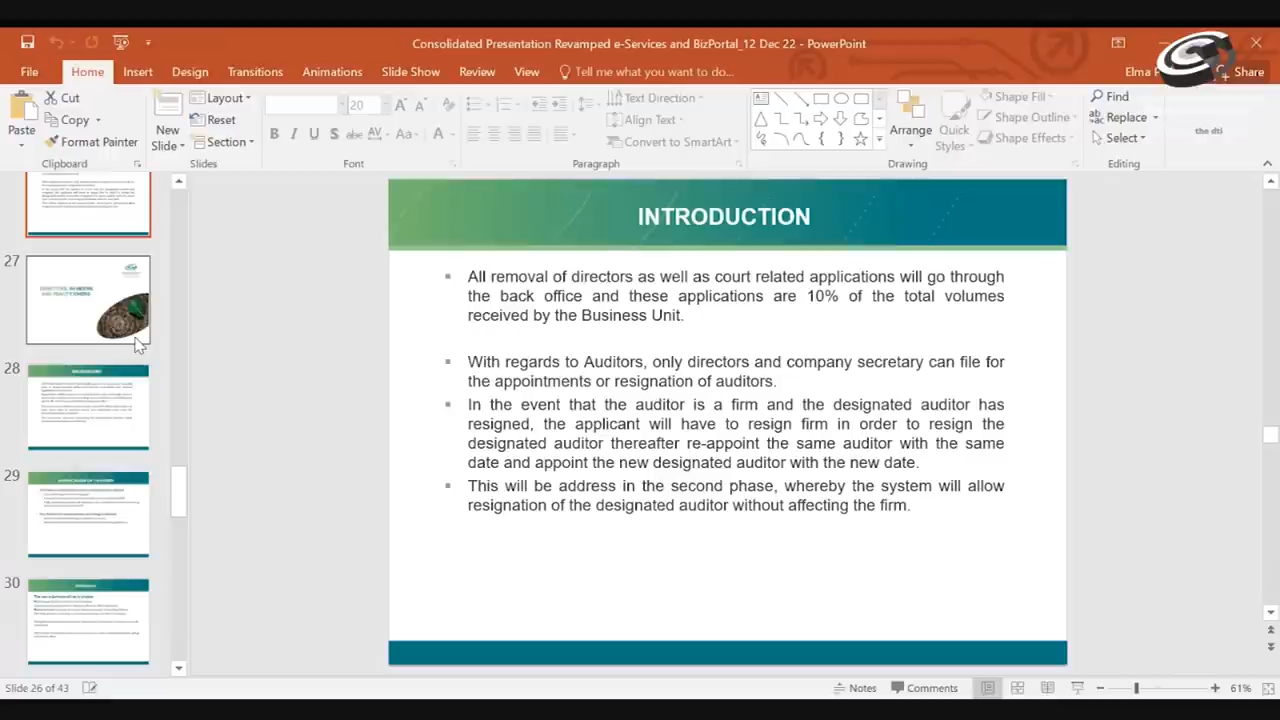 Consolidated Presentation Revamped e-Services and BizPortal_12 Dec 22 - PowerPoint
File Home Insert Design Transitions Animations Slide Show Review View Tell me what you want to do... Elma Share
Paste
Cut
Copy
Format Painter
Clipboard
New Slide
Layout
Reset
Section
Slides
20
B I U S abc AV Aa A
Font
Text Direction
Align Text
Convert to SmartArt
Paragraph
Arrange
Quick Styles
Shape Fill
Shape Outline
Shape Effects
Drawing
Find
Replace
Select
Editing
the dti
27
28
29
30
INTRODUCTION
All removal of directors as well as court related applications will go through
the back office and these applications are 10% of the total volumes
received by the Business Unit.
With regards to Auditors, only directors and company secretary can file for
the appointments or resignation of auditors.
In the event that the auditor is a firm and the designated auditor has
resigned, the applicant will have to resign firm in order to resign the
designated auditor thereafter re-appoint the same auditor with the same
date and appoint the new designated auditor with the new date.
This will be address in the second phase, whereby the system will allow
resignation of the designated auditor without affecting the firm.
Slide 26 of 43
Notes
Comments
61%